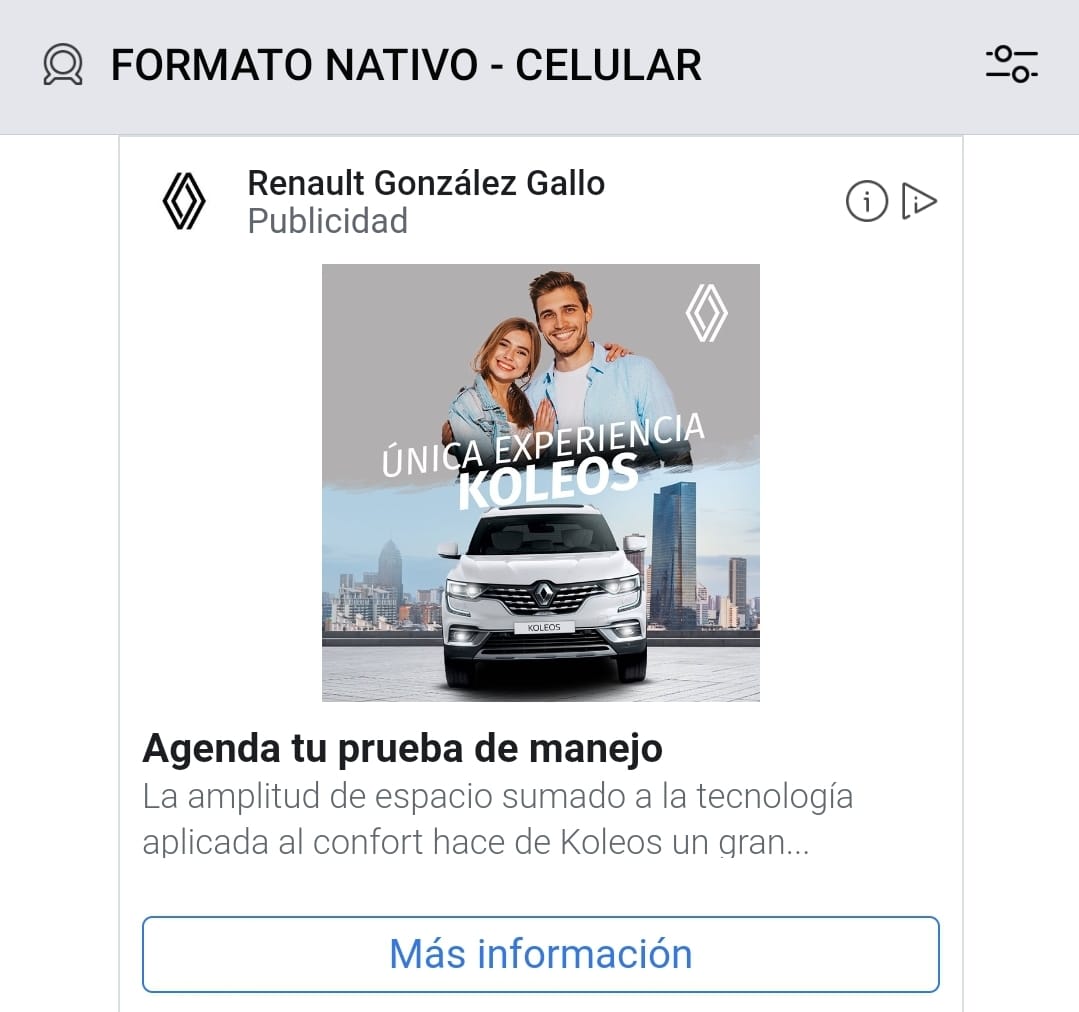 FORMATO NATIVO - CELULAR
Renault González Gallo
Publicidad
ÚNICA EXPERIENCIA
KOLEOS
KOLEOS
Agenda tu prueba de manejo
La amplitud de espacio sumado a la tecnología
aplicada al confort hace de Koleos un gran...
Más información